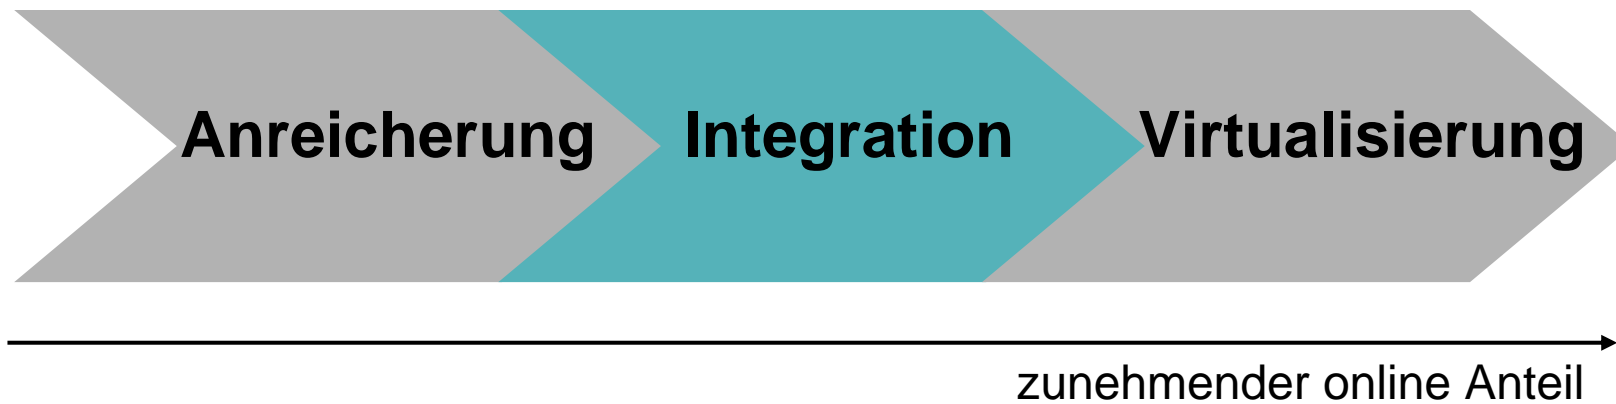 Anreicherung Integration Virtualisierung
zunehmender online Anteil